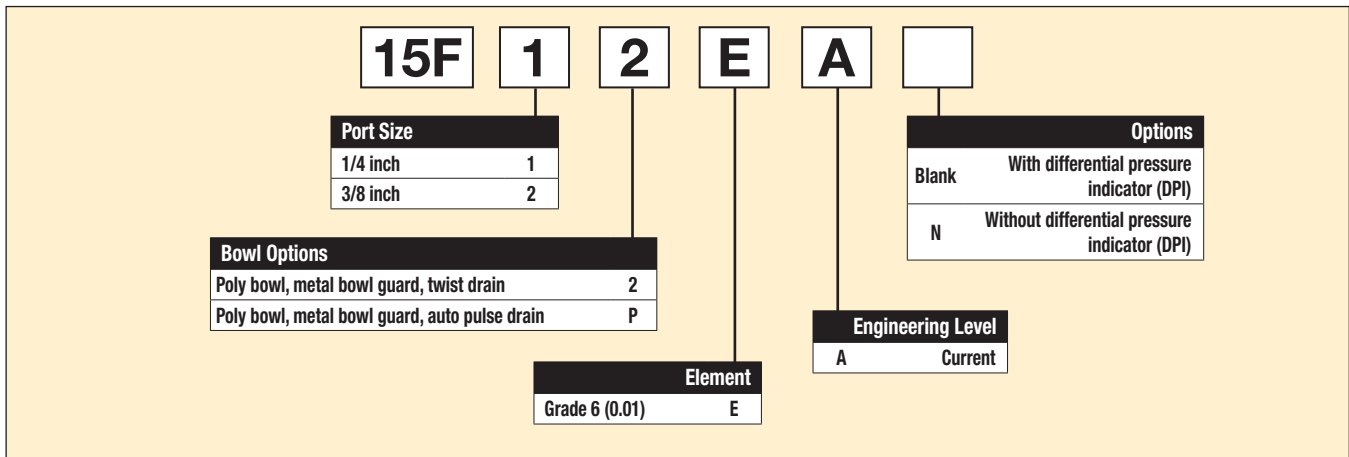 15F 1 2 E A
Port Size
1/4 inch 1
3/8 inch 2
Options
Blank With differential pressure
indicator (DPI)
N Without differential pressure
indicator (DPI)
Bowl Options
Poly bowl, metal bowl guard, twist drain 2
Poly bowl, metal bowl guard, auto pulse drain P
Engineering Level
A Current
Element
Grade 6 (0.01) E